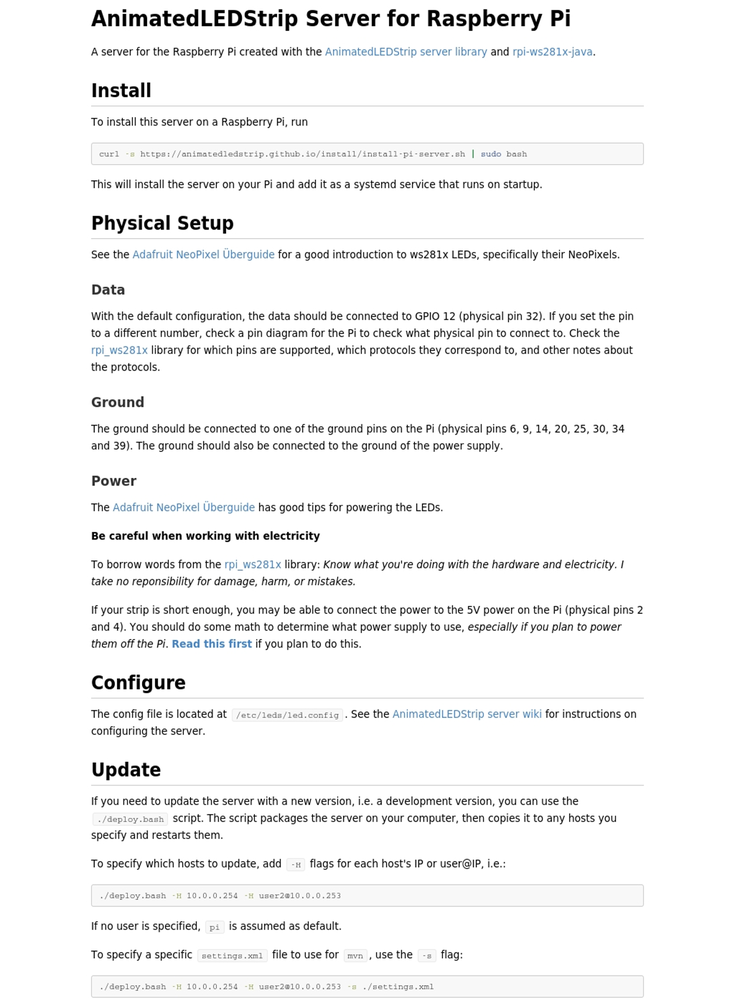 AnimatedLEDStrip Server for Raspberry Pi
A server for the Raspberry Pi created with the AnimatedLEDStrip server library and rpi-ws281x-java.
Install
To install this server on a Raspberry Pi, run
curl -s https://animatedledstrip.github.io/install/install-pi-server.sh | sudo bash
This will install the server on your Pi and add it as a systemd service that runs on startup.
Physical Setup
See the Adafruit NeoPixel Überguide for a good introduction to ws281x LEDs, specifically their NeoPixels.
Data
With the default configuration, the data should be connected to GPIO 12 (physical pin 32). If you set the pin
to a different number, check a pin diagram for the Pi to check what physical pin to connect to. Check the
rpi_ws281x library for which pins are supported, which protocols they correspond to, and other notes about
the protocols.
Ground
The ground should be connected to one of the ground pins on the Pi (physical pins 6, 9, 14, 20, 25, 30, 34
and 39). The ground should also be connected to the ground of the power supply.
Power
The Adafruit NeoPixel Überguide has good tips for powering the LEDs.
Be careful when working with electricity
To borrow words from the rpi_ws281x library: Know what you're doing with the hardware and electricity. I
take no reponsibility for damage, harm, or mistakes.
If your strip is short enough, you may be able to connect the power to the 5V power on the Pi (physical pins 2
and 4). You should do some math to determine what power supply to use, especially if you plan to power
them off the Pi. Read this first if you plan to do this.
Configure
The config file is located at /etc/leds/led.config. See the AnimatedLEDStrip server wiki for instructions on
configuring the server.
Update
If you need to update the server with a new version, i.e. a development version, you can use the
./deploy.bash script. The script packages the server on your computer, then copies it to any hosts you
specify and restarts them.
To specify which hosts to update, add -H flags for each host's IP or user@IP, i.e.:
./deploy.bash -H 10.0.0.254 -H user2@10.0.0.253
If no user is specified, pi is assumed as default.
To specify a specific settings.xml file to use for mvn, use the -s flag:
./deploy.bash -H 10.0.0.254 -H user2@10.0.0.253 -s ./settings.xml